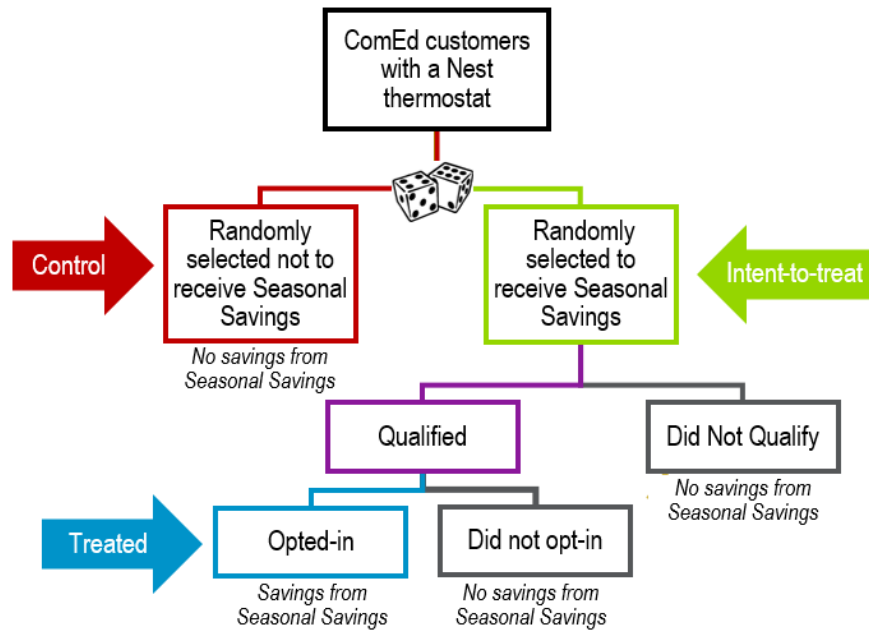 ComEd customers
with a Nest
thermostat
Control
Randomly
selected not to
receive Seasonal
Savings
Randomly
selected to
receive Seasonal
Savings
Intent-to-treat
No savings from
Seasonal Savings
Qualified
Did Not Qualify
No savings from
Seasonal Savings
Treated
Opted-in
Did not opt-in
Savings from
Seasonal Savings
No savings from
Seasonal Savings